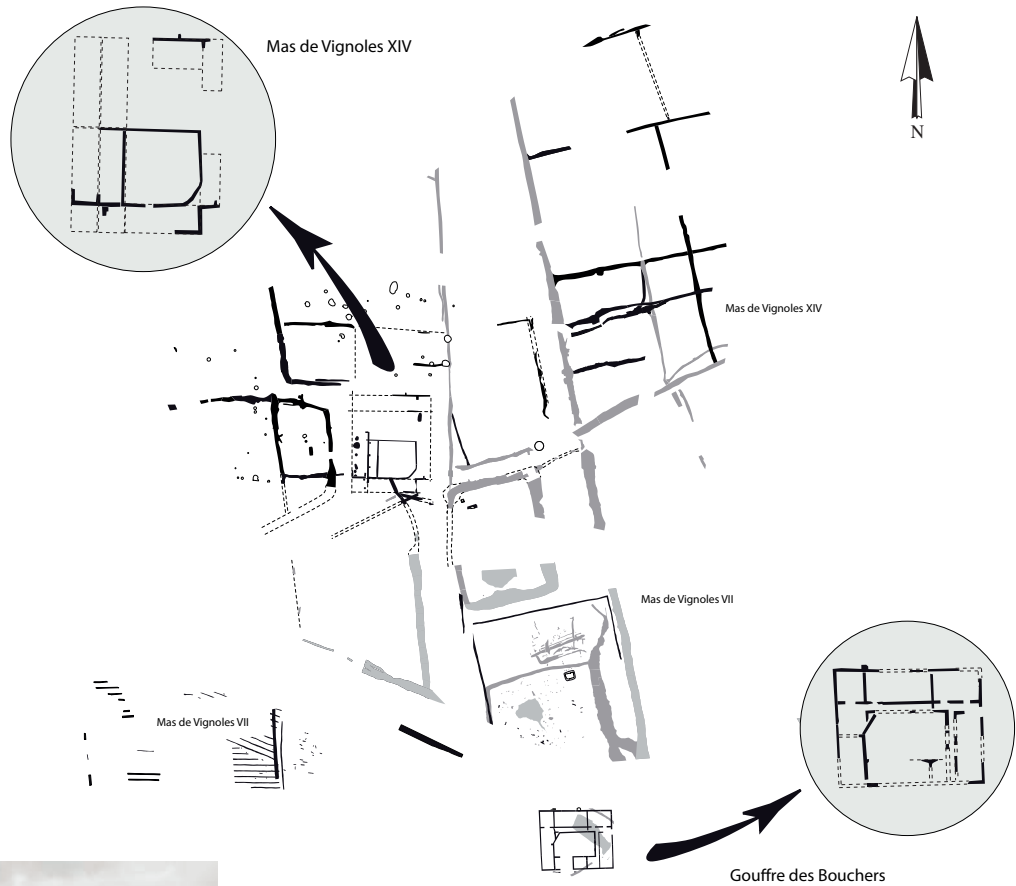 Mas de Vignoles XIV
N
Mas de Vignoles XIV
Mas de Vignoles VII
Mas de Vignoles VII
Gouffre des Bouchers